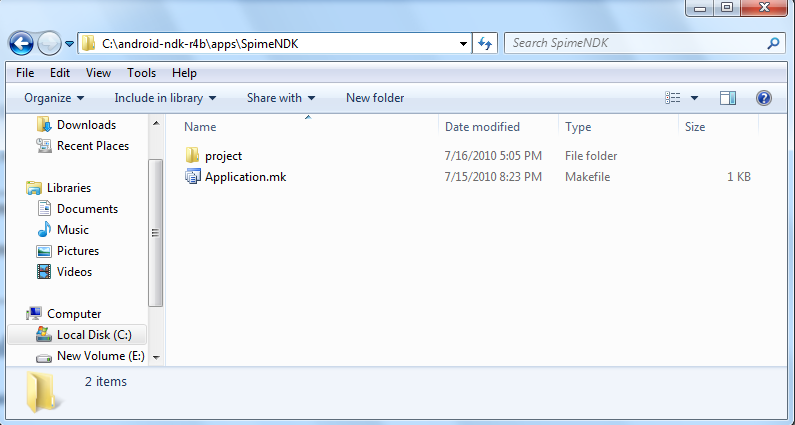 C:\android-ndk-r4b\apps\SpimeNDK
Search SpimeNDK
File Edit View Tools Help
Organize Include in library Share with New folder
Downloads
Recent Places
Libraries
Documents
Music
Pictures
Videos
Computer
Local Disk (C:)
New Volume (E:)
Name Date modified Type Size
project 7/16/2010 5:05 PM File folder
Application.mk 7/15/2010 8:23 PM Makefile 1 KB
2 items